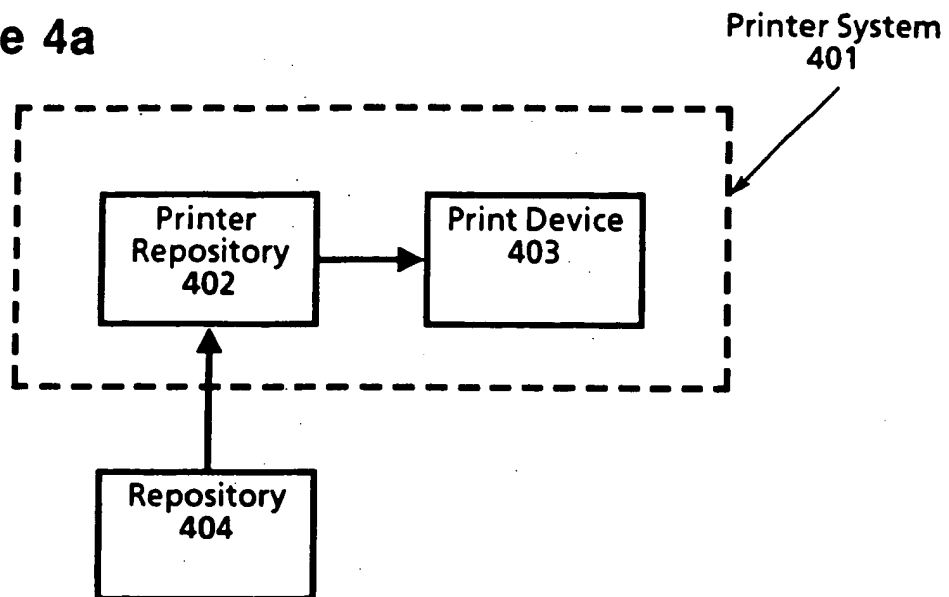 e 4a
Printer System
401
Printer
Repository
402
Print Device
403
Repository
404